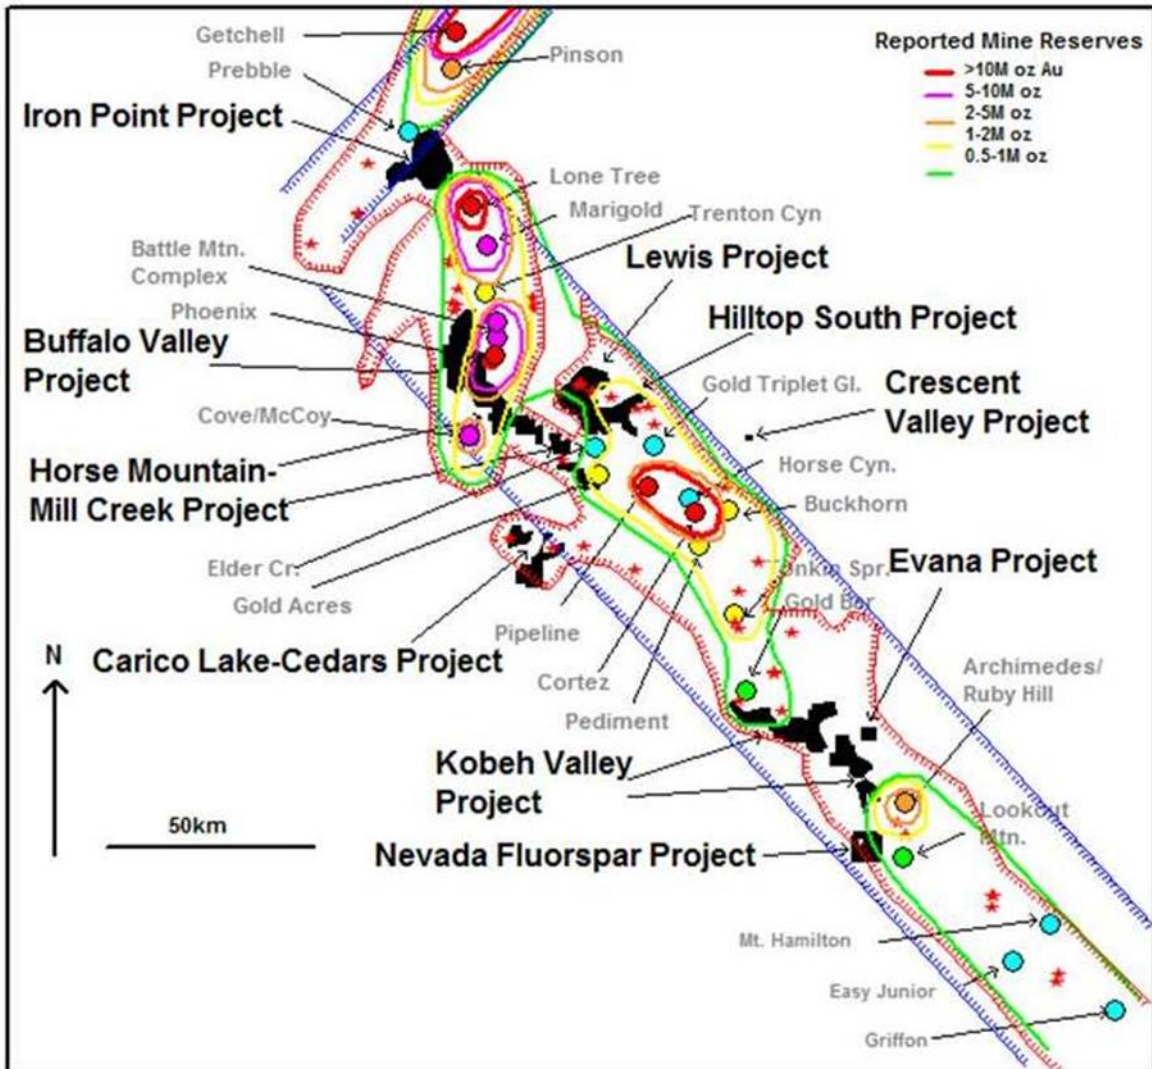 Getchell
Prebble
Pinson
Iron Point Project
Reported Mine Reserves
>10M oz Au
5-10M oz
2-5M oz
1-2M oz
0.5-1M oz
Lone Tree
Marigold
Trenton Cyn
Battle Mtn.
Complex
Phoenix
Lewis Project
Hilltop South Project
Buffalo Valley
Project
Gold Triplet Gl.
Crescent
Valley Project
Cove/McCoy
Horse Mountain-
Mill Creek Project
Horse Cyn.
Buckhorn
Elder Cr.
Gold Acres
Spr.
Gold Bar
Evana Project
Pipeline
Carico Lake-Cedars Project
N
Cortez
Pediment
Archimedes/
Ruby Hill
Kobeh Valley
Project
50km
Lookout
Mtn.
Nevada Fluorspar Project
Mt. Hamilton
Easy Junior
Griffon